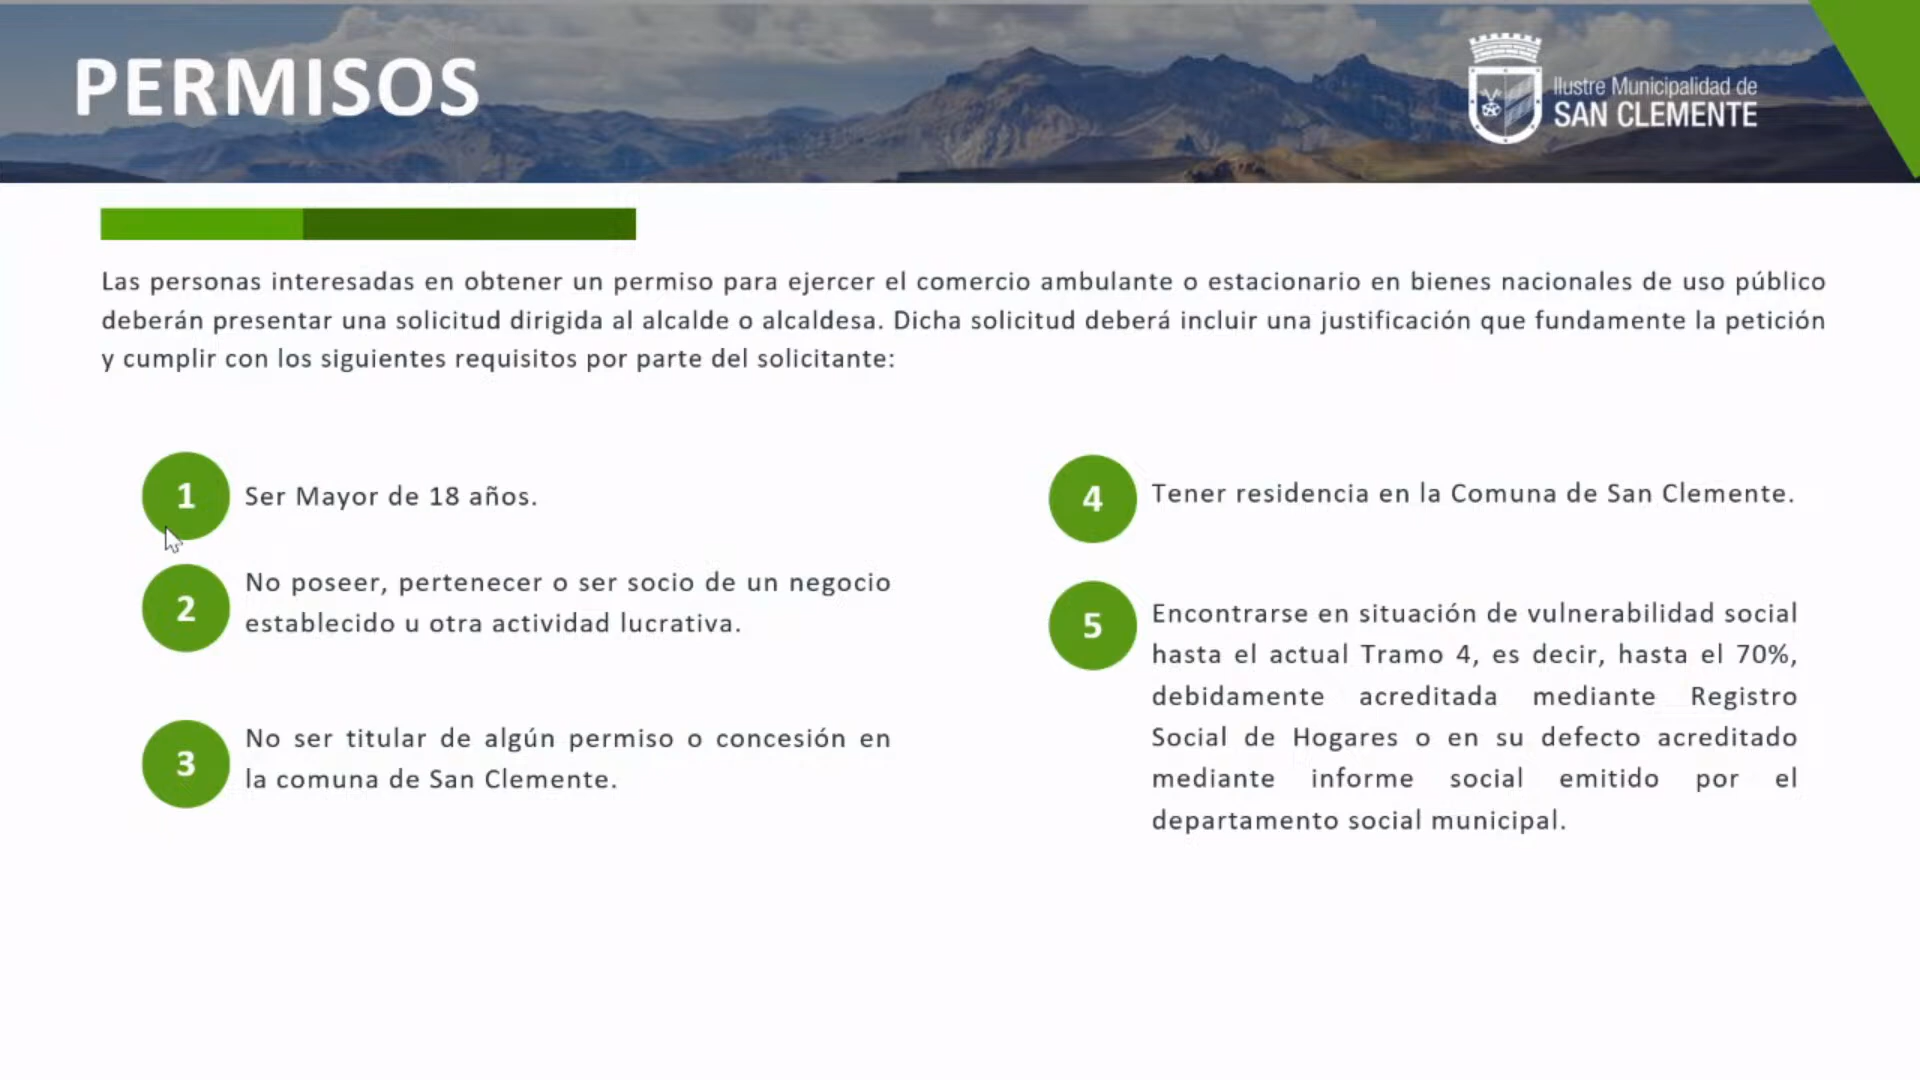 PERMISOS
Ilustre Municipalidad de
SAN CLEMENTE
Las personas interesadas en obtener un permiso para ejercer el comercio ambulante o estacionario en bienes nacionales de uso público
deberán presentar una solicitud dirigida al alcalde o alcaldesa. Dicha solicitud deberá incluir una justificación que fundamente la petición
y cumplir con los siguientes requisitos por parte del solicitante:
1
Ser Mayor de 18 años.
2
No poseer, pertenecer o ser socio de un negocio
establecido u otra actividad lucrativa.
3
No ser titular de algún permiso o concesión en
la comuna de San Clemente.
4
Tener residencia en la Comuna de San Clemente.
5
Encontrarse en situación de vulnerabilidad social
hasta el actual Tramo 4, es decir, hasta el 70%,
debidamente acreditada mediante Registro
Social de Hogares o en su defecto acreditado
mediante informe social emitido por el
departamento social municipal.